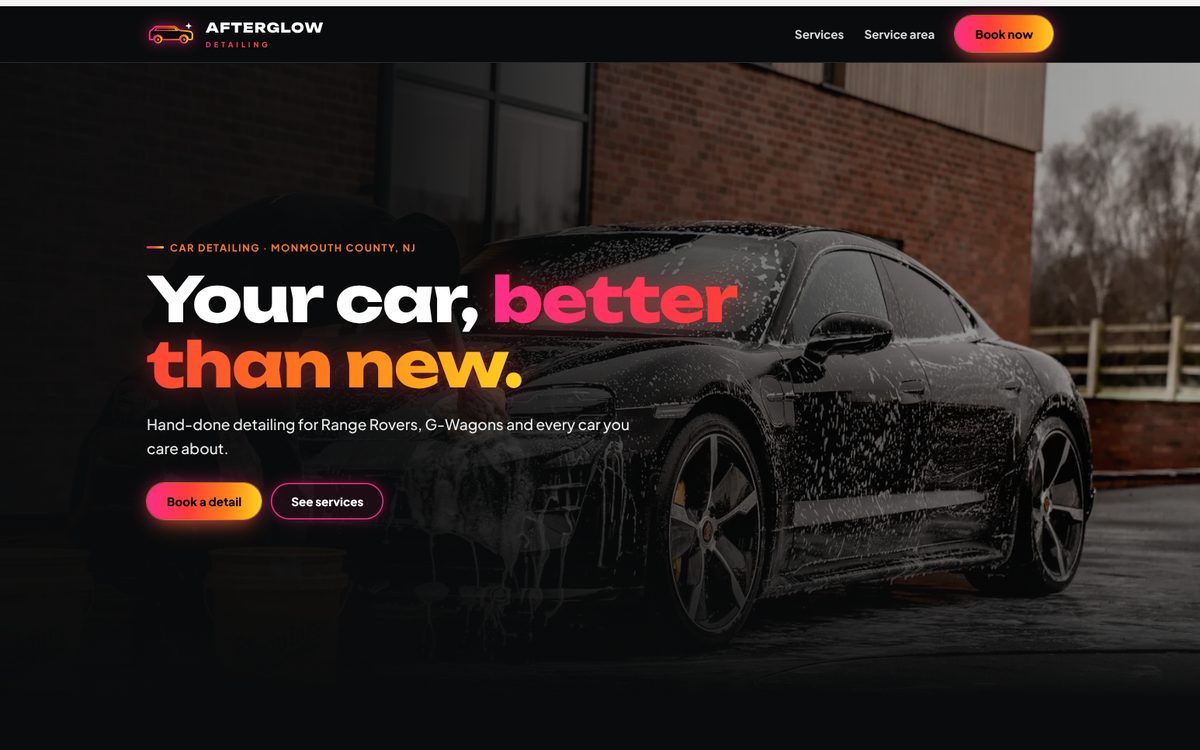 AFTERGLOW
DETAILING
Services
Service area
Book now
CAR DETAILING · MONMOUTH COUNTY, NJ
Your car, better
than new.
Hand-done detailing for Range Rovers, G-Wagons and every car you
care about.
Book a detail
See services